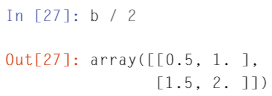 In [27]: b / 2
Out[27]: array([[0.5, 1. ],
[1.5, 2. ]])